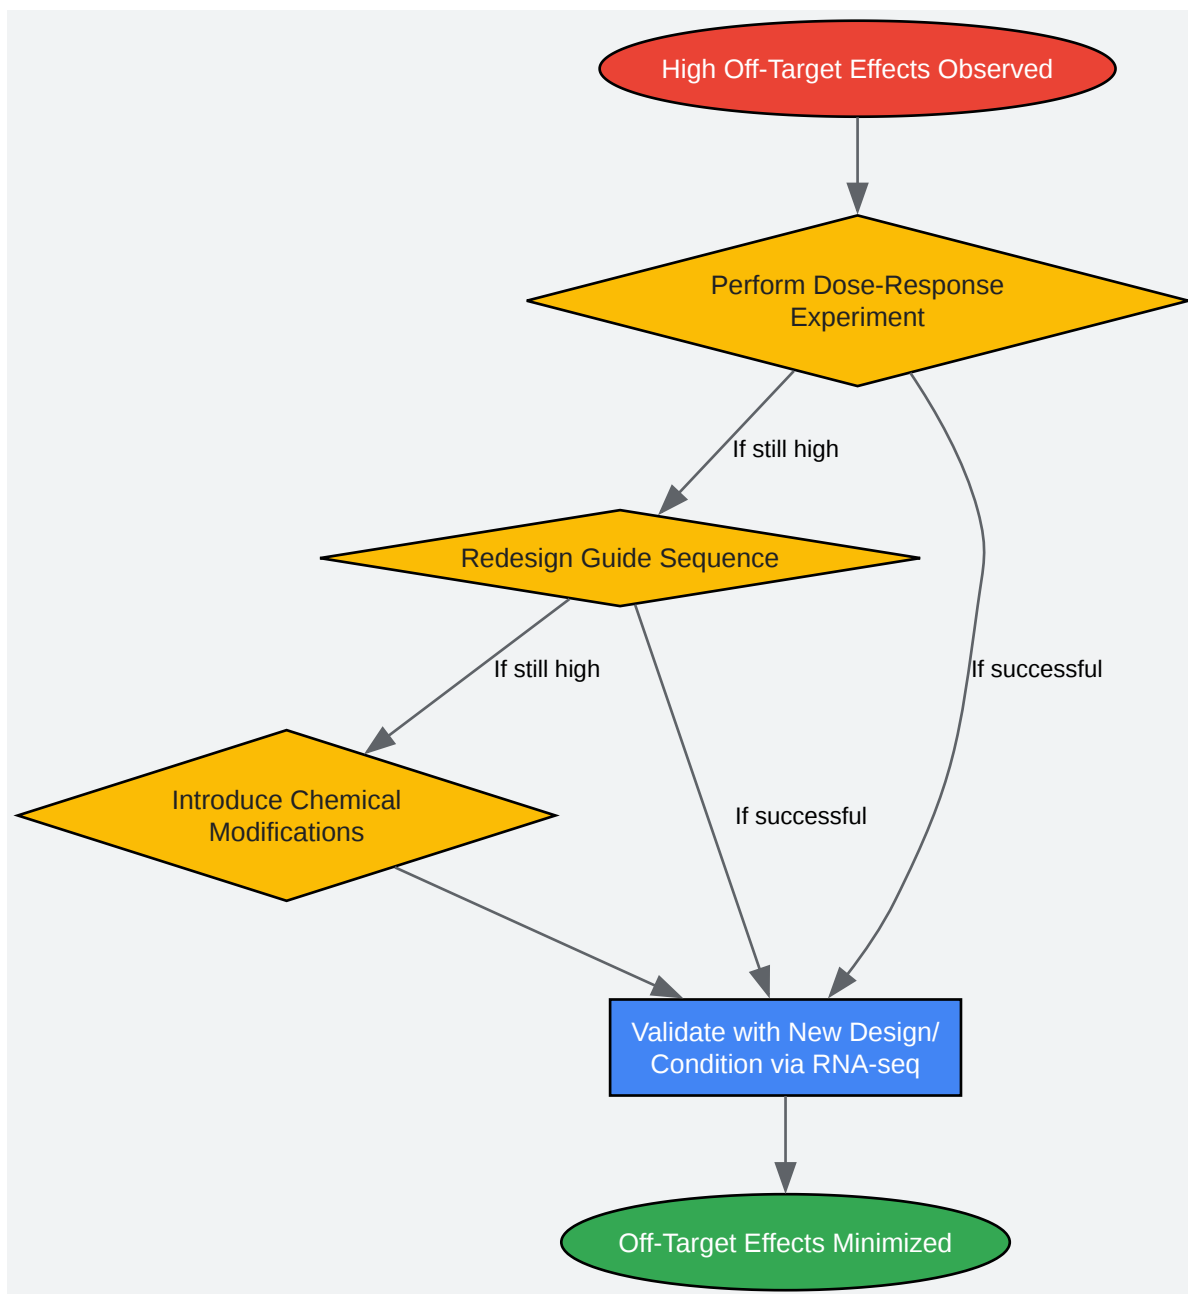 High Off-Target Effects Observed
Perform Dose-Response
Experiment
If still high
Redesign Guide Sequence
If still high
If successful
Introduce Chemical
Modifications
If successful
Validate with New Design/
Condition via RNA-seq
Off-Target Effects Minimized